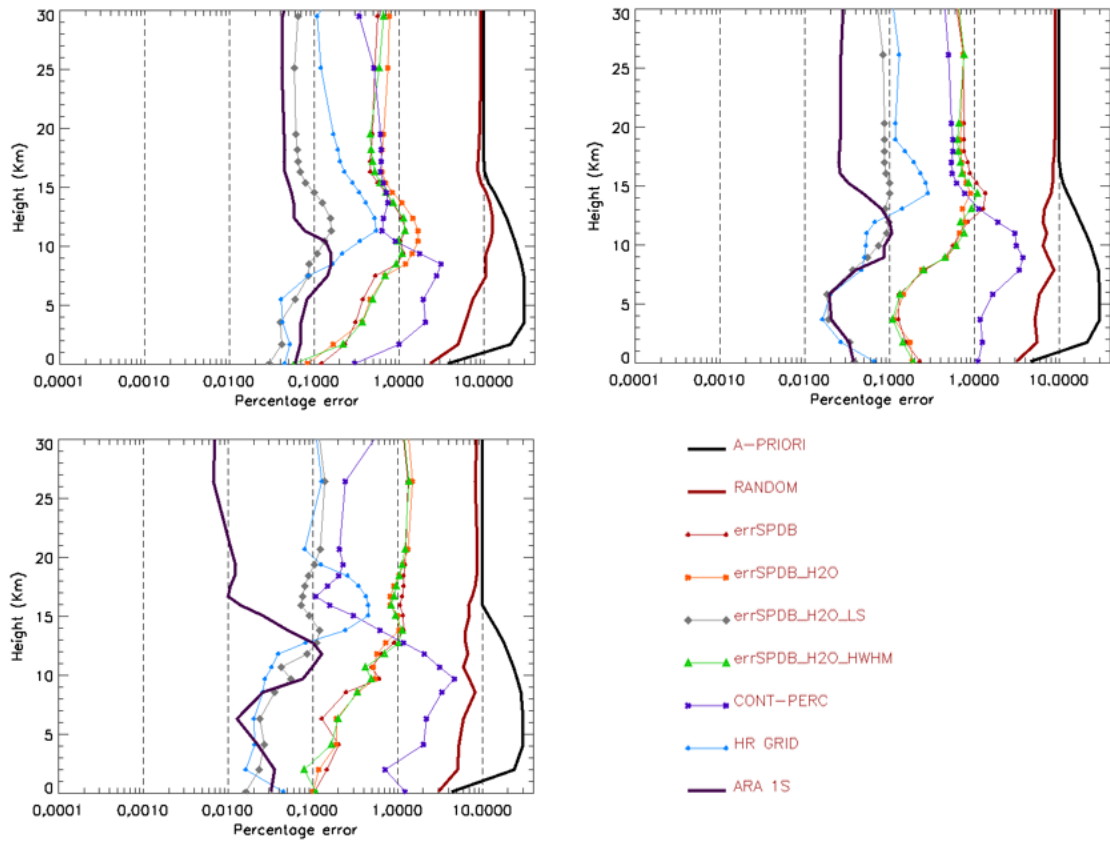 30
25
20
15
10
5
0
Height (Km)
0.0001 0.0010 0.0100 0.1000 1.0000 10.0000
Percentage error
30
25
20
15
10
5
0
Height (Km)
0.0001 0.0010 0.0100 0.1000 1.0000 10.0000
Percentage error
30
25
20
15
10
5
0
Height (Km)
0.0001 0.0010 0.0100 0.1000 1.0000 10.0000
Percentage error
A-PRIORI
RANDOM
errSPDB
errSPDB_H2O
errSPDB_H2O_LS
errSPDB_H2O_HWHM
CONT-PERC
HR GRID
ARA 1S